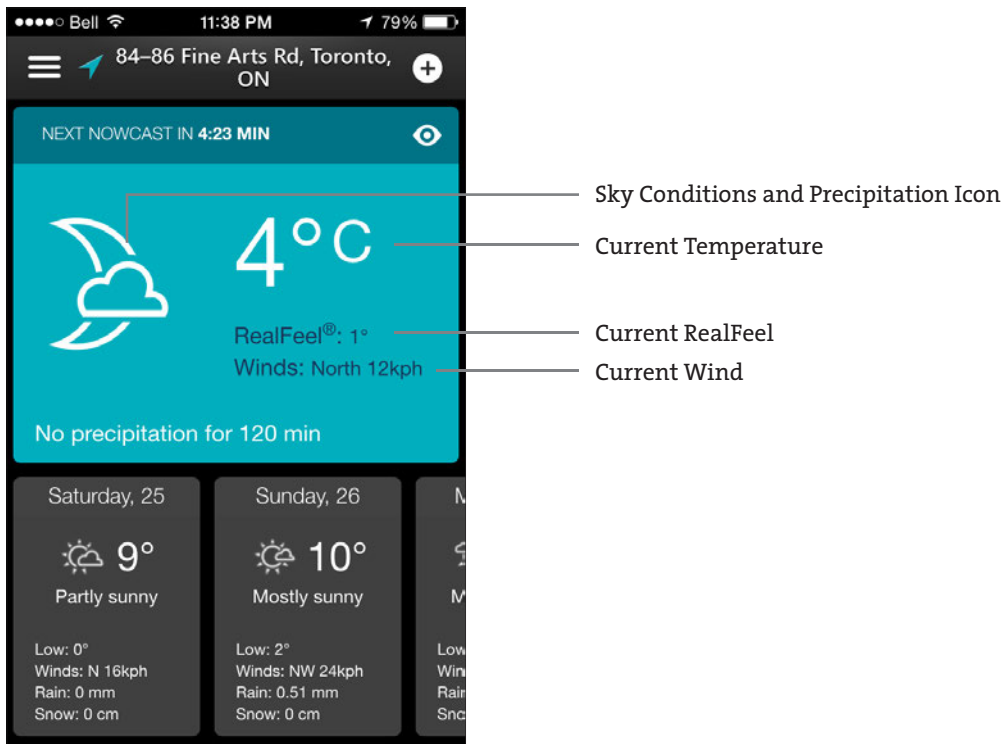 Bell 11:38 PM 79%
84–86 Fine Arts Rd, Toronto,
ON
NEXT NOWCAST IN 4:23 MIN
4°C
RealFeel®: 1°
Winds: North 12kph
No precipitation for 120 min
Sky Conditions and Precipitation Icon
Current Temperature
Current RealFeel
Current Wind
Saturday, 25
9°
Partly sunny
Low: 0°
Winds: N 16kph
Rain: 0 mm
Snow: 0 cm
Sunday, 26
10°
Mostly sunny
Low: 2°
Winds: NW 24kph
Rain: 0.51 mm
Snow: 0 cm